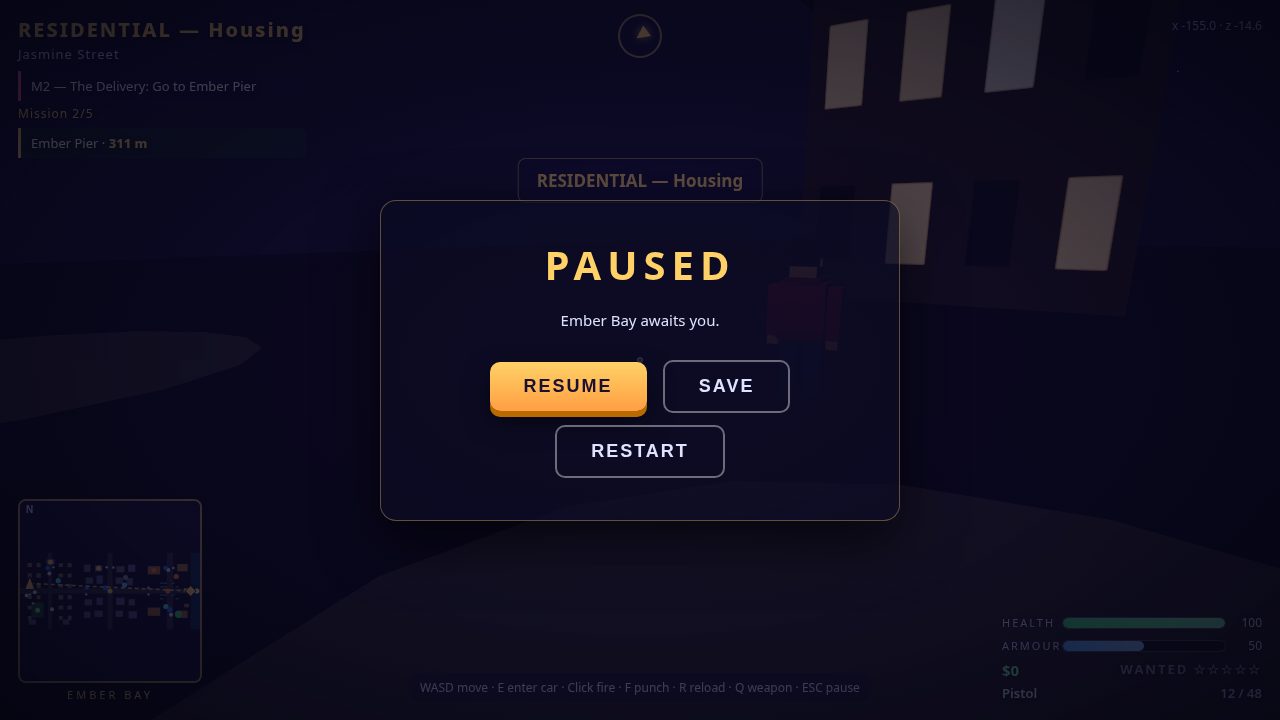 RESIDENTIAL — Housing
Jasmine Street
M2 — The Delivery: Go to Ember Pier
Mission 2/5
Ember Pier · 311 m
x -155.0 · z -14.6
RESIDENTIAL — Housing
PAUSED
Ember Bay awaits you.
RESUME
SAVE
RESTART
N
EMBER BAY
WASD move · E enter car · Click fire · F punch · R reload · Q weapon · ESC pause
HEALTH 100
ARMOUR 50
$0 WANTED ☆☆☆☆☆
Pistol 12 / 48